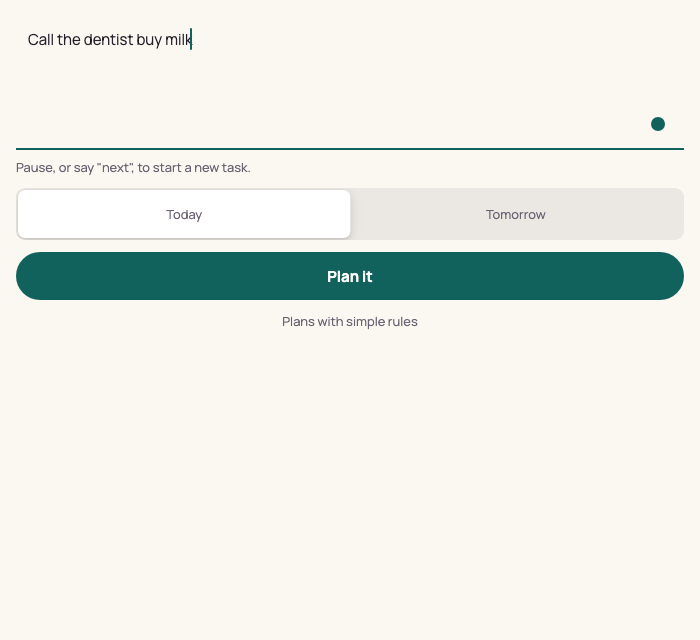 Call the dentist buy milk
Pause, or say "next", to start a new task.
Today
Tomorrow
Plan it
Plans with simple rules